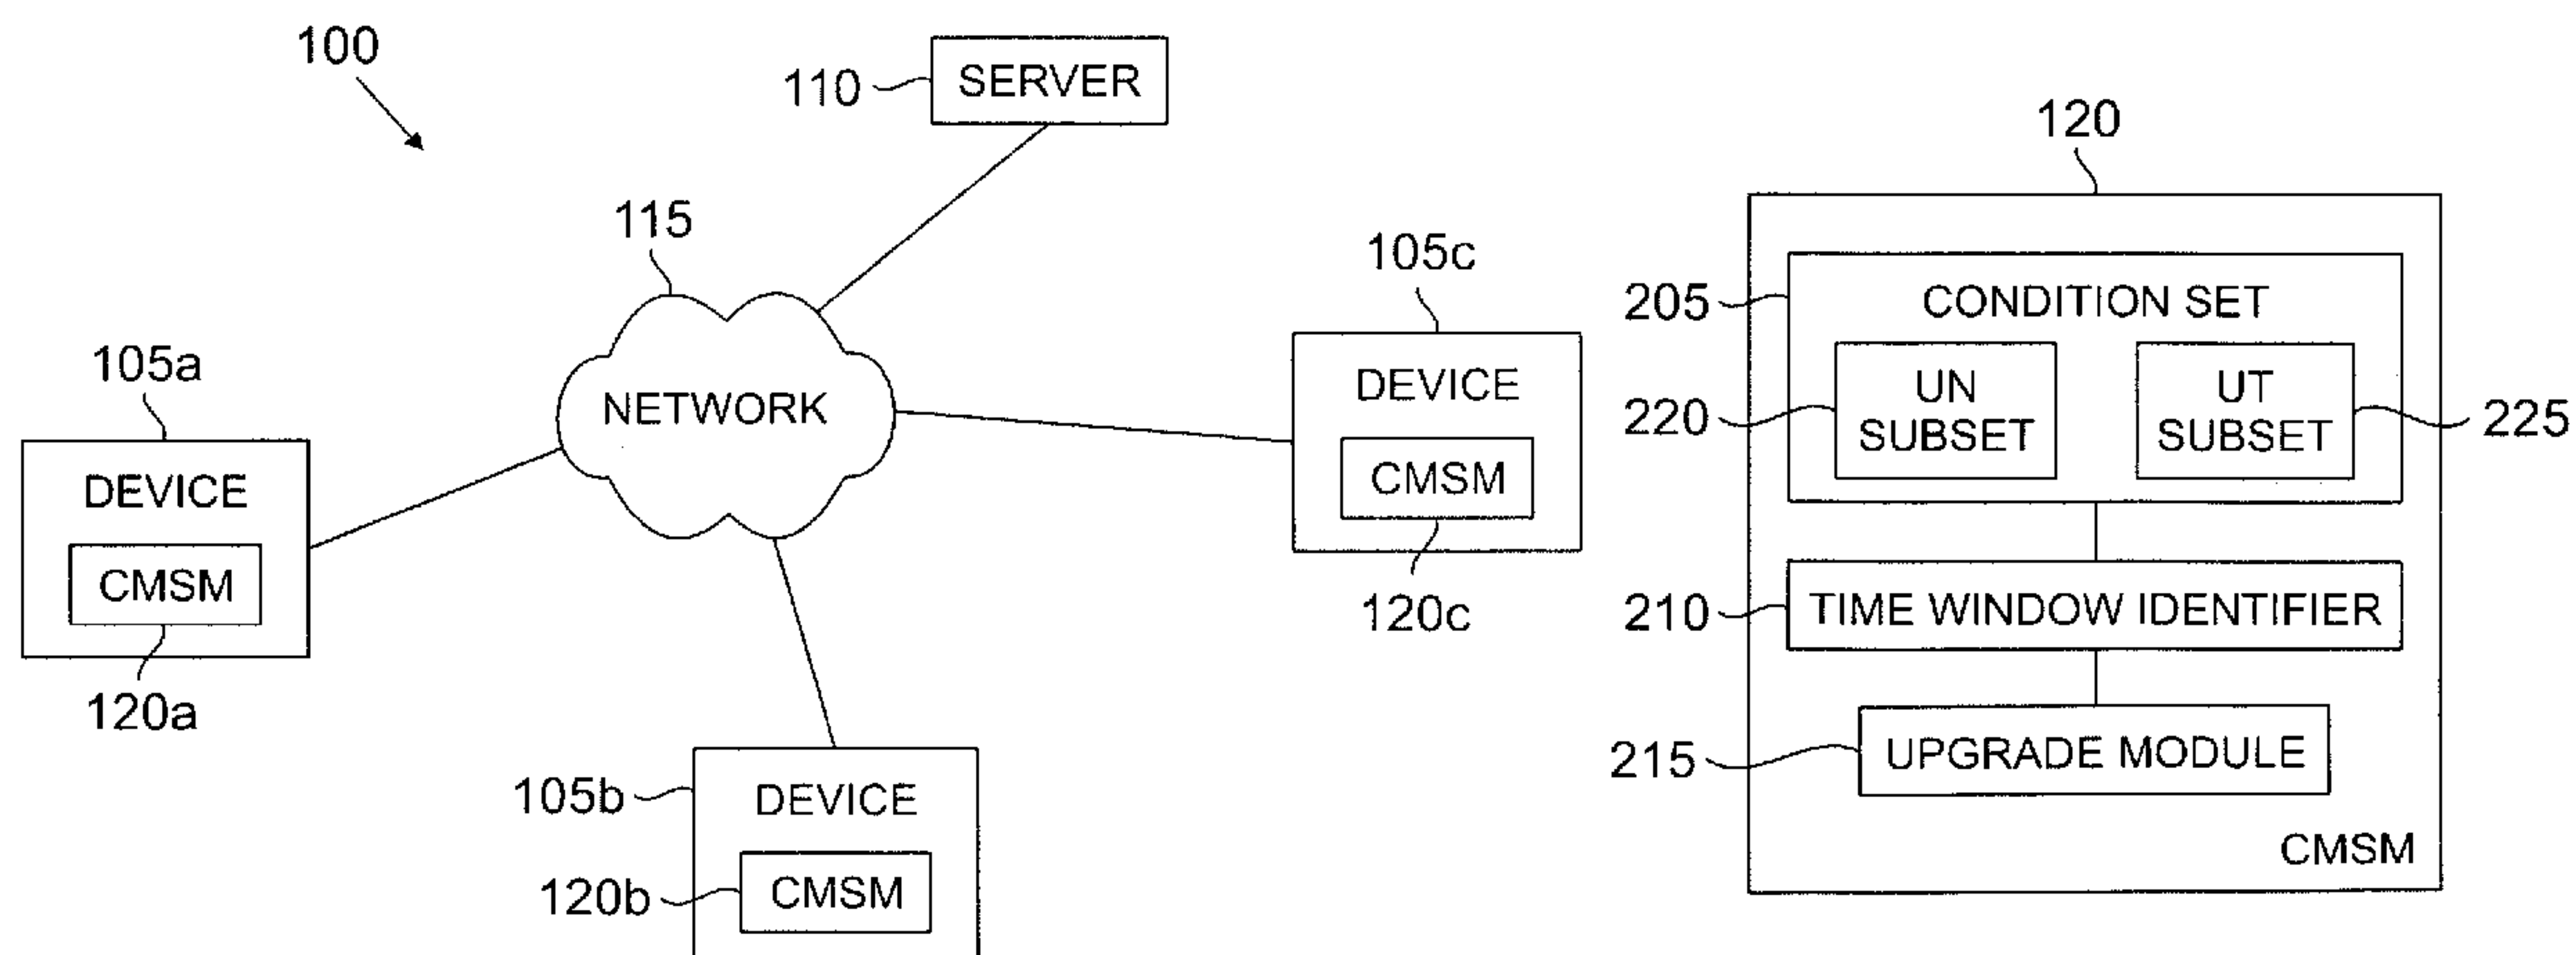 100
110
SERVER
115
NETWORK
105a
DEVICE
CMSM
120a
105b
DEVICE
120b
CMSM
105c
DEVICE
CMSM
120c
120
205
CONDITION SET
220
UN
SUBSET
UT
SUBSET
225
210
TIME WINDOW IDENTIFIER
215
UPGRADE MODULE
CMSM